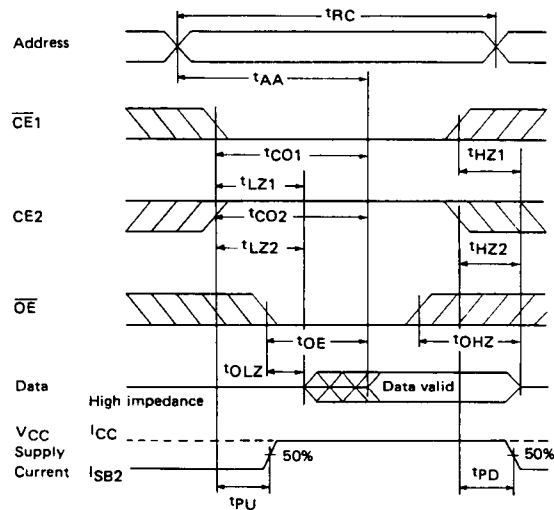 tRC
Address
tAA
CE1
tCO1
tHZ1
tLZ1
CE2
tCO2
tLZ2
tHZ2
OE
tOE
tOHZ
tOLZ
Data
Data valid
High impedance
VCC
Supply
Current
ICC
ISB2
50%
50%
tPU
tPD